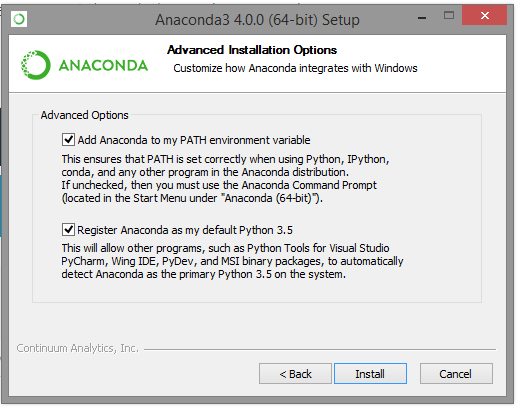 Anaconda3 4.0.0 (64-bit) Setup
ANACONDA
Advanced Installation Options
Customize how Anaconda integrates with Windows
Advanced Options
Add Anaconda to my PATH environment variable
This ensures that PATH is set correctly when using Python, IPython,
conda, and any other program in the Anaconda distribution.
If unchecked, then you must use the Anaconda Command Prompt
(located in the Start Menu under "Anaconda (64-bit)").
Register Anaconda as my default Python 3.5
This will allow other programs, such as Python Tools for Visual Studio
PyCharm, Wing IDE, PyDev, and MSI binary packages, to automatically
detect Anaconda as the primary Python 3.5 on the system.
Continuum Analytics, Inc.
< Back Install Cancel